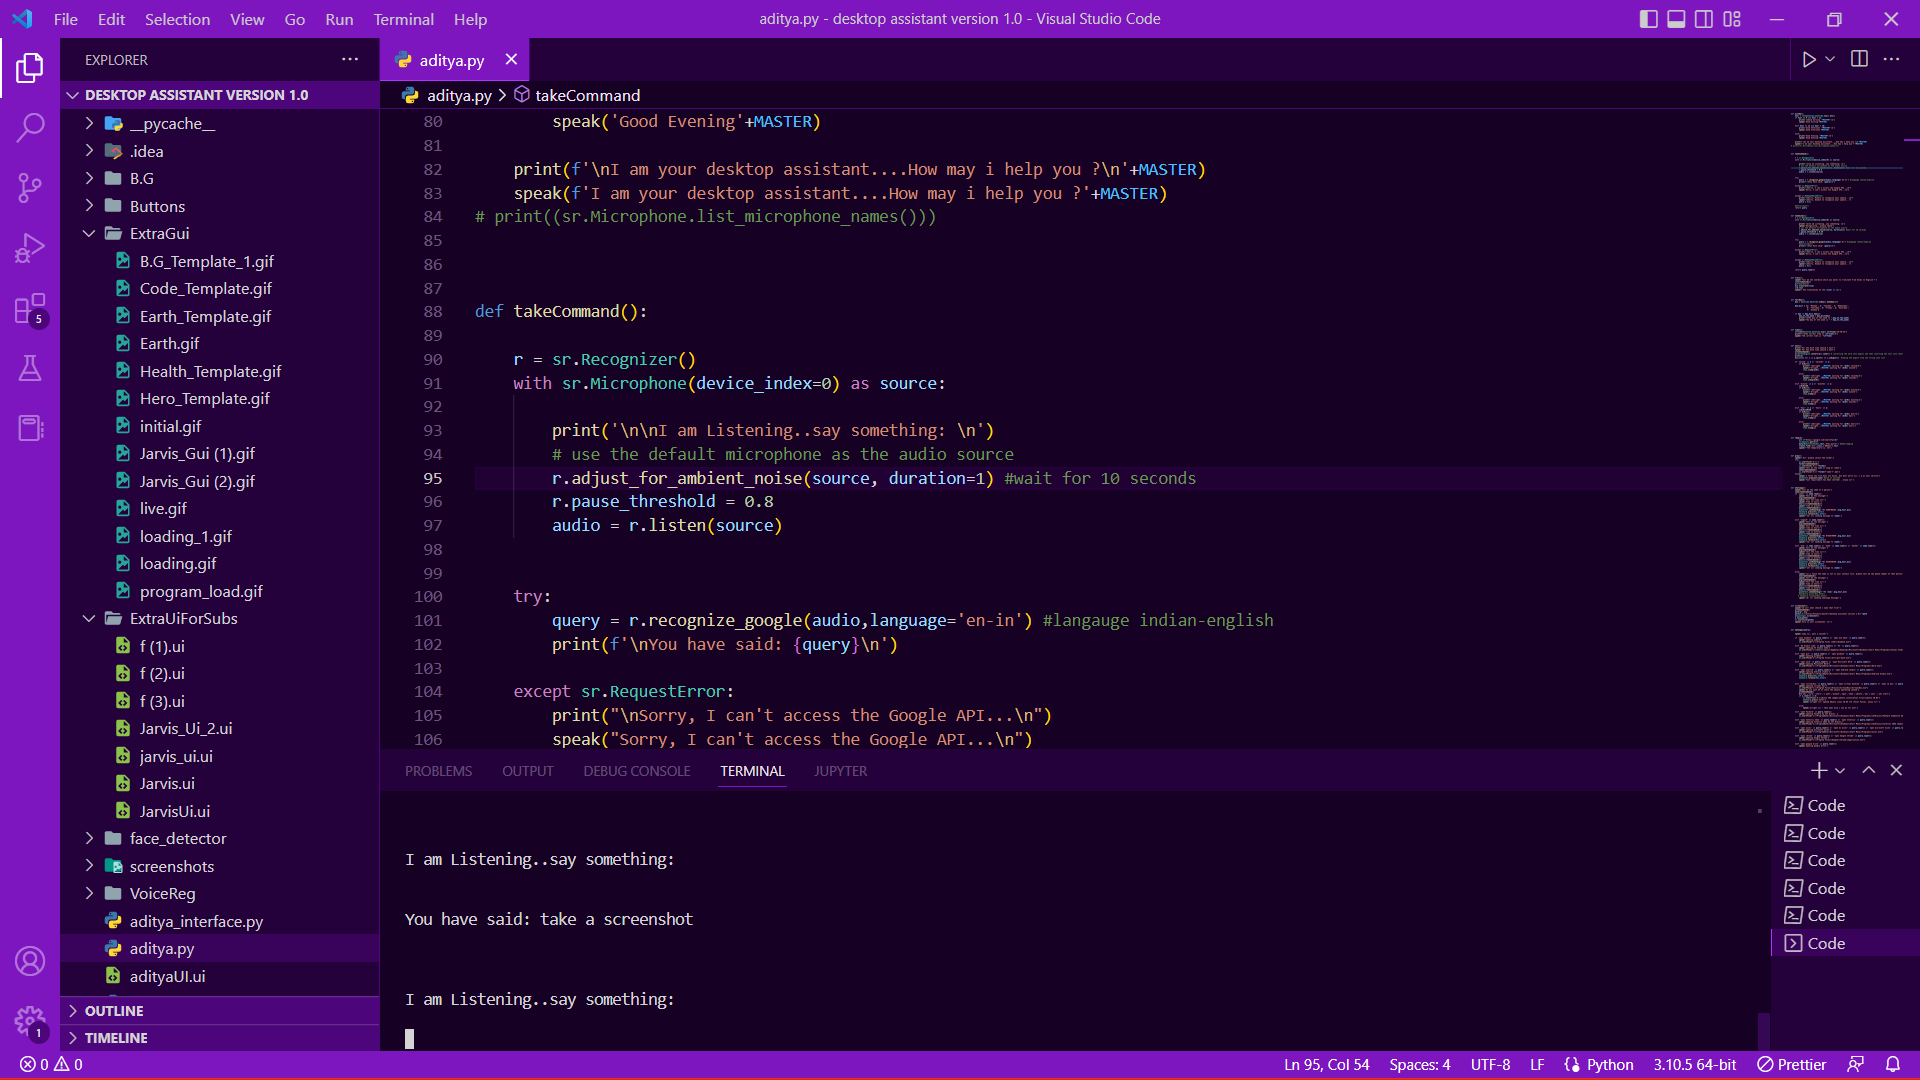 File Edit Selection View Go Run Terminal Help
aditya.py - desktop assistant version 1.0 - Visual Studio Code
EXPLORER
DESKTOP ASSISTANT VERSION 1.0
__pycache__
.idea
B.G
Buttons
ExtraGui
B.G_Template_1.gif
Code_Template.gif
Earth_Template.gif
Earth.gif
Health_Template.gif
Hero_Template.gif
initial.gif
Jarvis_Gui (1).gif
Jarvis_Gui (2).gif
live.gif
loading_1.gif
loading.gif
program_load.gif
ExtraUiForSubs
f (1).ui
f (2).ui
f (3).ui
Jarvis_Ui_2.ui
jarvis_ui.ui
Jarvis.ui
JarvisUi.ui
face_detector
screenshots
VoiceReg
aditya_interface.py
aditya.py
adityaUI.ui
OUTLINE
TIMELINE
5
1
aditya.py
aditya.py > takeCommand
80 speak('Good Evening'+MASTER)
81
82 print(f'\nI am your desktop assistant....How may i help you ?\n'+MASTER)
83 speak(f'I am your desktop assistant....How may i help you ?'+MASTER)
84 # print((sr.Microphone.list_microphone_names()))
85
86
87
88 def takeCommand():
89
90 r = sr.Recognizer()
91 with sr.Microphone(device_index=0) as source:
92
93 print('\n\nI am Listening..say something: \n')
94 # use the default microphone as the audio source
95 r.adjust_for_ambient_noise(source, duration=1) #wait for 10 seconds
96 r.pause_threshold = 0.8
97 audio = r.listen(source)
98
99
100 try:
101 query = r.recognize_google(audio,language='en-in') #langauge indian-english
102 print(f'\nYou have said: {query}\n')
103
104 except sr.RequestError:
105 print("\nSorry, I can't access the Google API...\n")
106 speak("Sorry, I can't access the Google API...\n")
PROBLEMS OUTPUT DEBUG CONSOLE TERMINAL JUPYTER
I am Listening..say something:
You have said: take a screenshot
I am Listening..say something:
Code
Code
Code
Code
Code
Code
0 0
Ln 95, Col 54 Spaces: 4 UTF-8 LF Python 3.10.5 64-bit Prettier